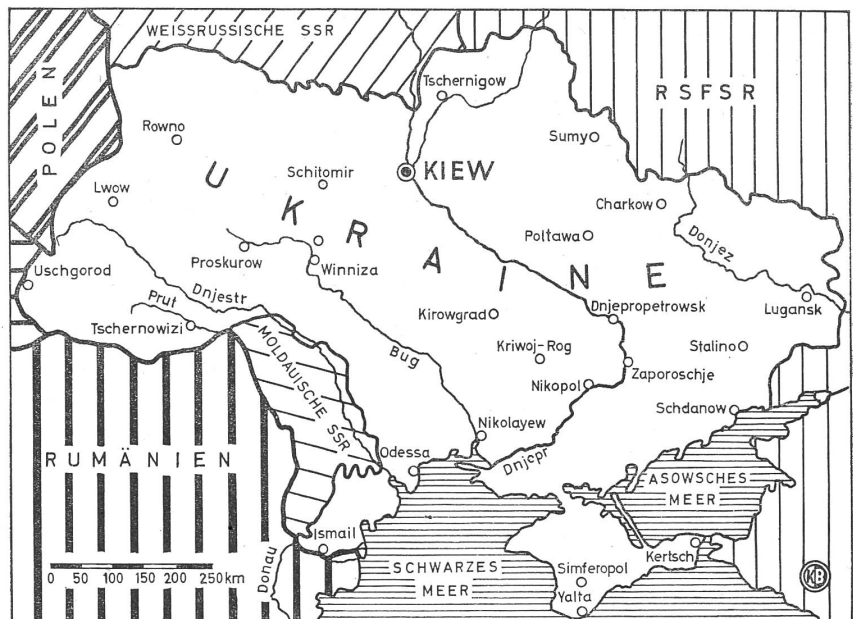 WEISSRUSSISCHE SSR
POLEN
RSFSR
Tschernigow
Rowno
Sumy
KIEW
Schitomir
Lwow
Charkow
UKRAINE
Poltawa
Donjez
Proskurow
Winniza
Uschgorod
Dnjestr
Prut
Lugansk
Dnjepropetrowsk
Kirowgrad
Tschernowizi
Kriwoj-Rog
Stalino
Bug
MOLDAUISCHE SSR
Zaporoschje
Nikopol
Schdanow
Nikolayew
RUMÄNIEN
Odessa
Dnjepr
ASOWSCHES
MEER
Ismail
Kertsch
0 50 100 150 200 250 km
Donau
SCHWARZES
MEER
Simferopol
Yalta
KB